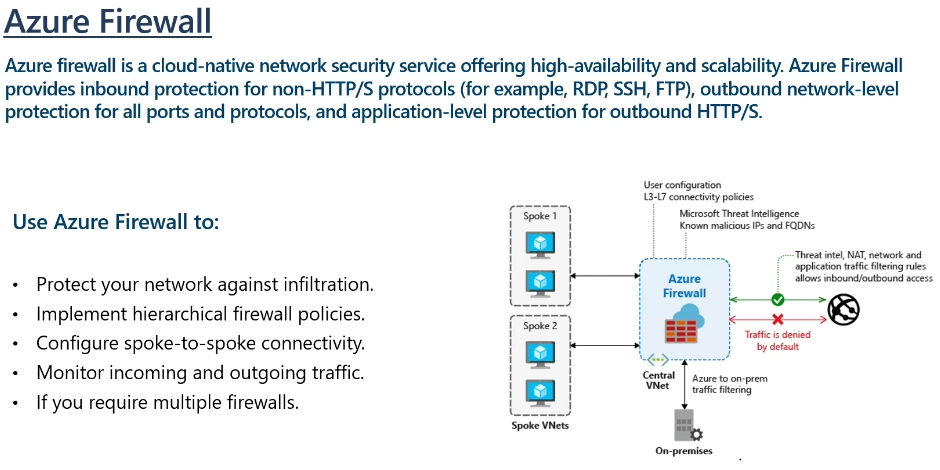 Azure Firewall
Azure firewall is a cloud-native network security service offering high-availability and scalability. Azure Firewall
provides inbound protection for non-HTTP/S protocols (for example, RDP, SSH, FTP), outbound network-level
protection for all ports and protocols, and application-level protection for outbound HTTP/S.
Use Azure Firewall to:
• Protect your network against infiltration.
• Implement hierarchical firewall policies.
• Configure spoke-to-spoke connectivity.
• Monitor incoming and outgoing traffic.
• If you require multiple firewalls.
User configuration
L3-L7 connectivity policies
Microsoft Threat Intelligence
Known malicious IPs and FQDNs
Spoke 1
Spoke 2
Spoke VNets
Azure
Firewall
Threat intel, NAT, network and
application traffic filtering rules
allows inbound/outbound access
Traffic is denied
by default
Central
VNet
Azure to on-prem
traffic filtering
On-premises